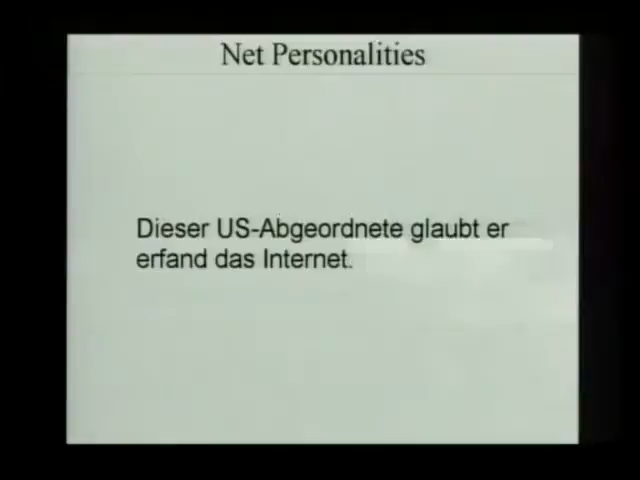 Net Personalities
Dieser US-Abgeordnete glaubt er
erfand das Internet.